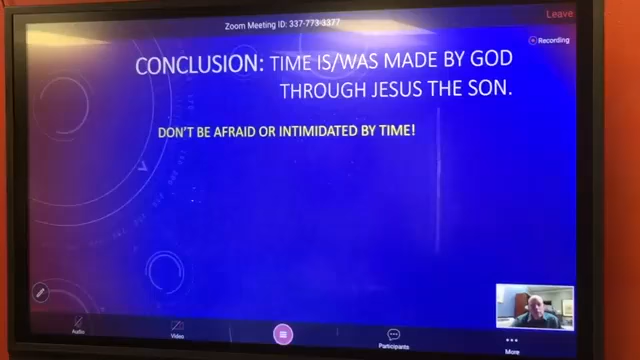 Zoom Meeting ID: 337-773-3377
Leave
Recording
CONCLUSION: TIME IS/WAS MADE BY GOD
THROUGH JESUS THE SON.
DON'T BE AFRAID OR INTIMIDATED BY TIME!
Audio
Video
Participants
More